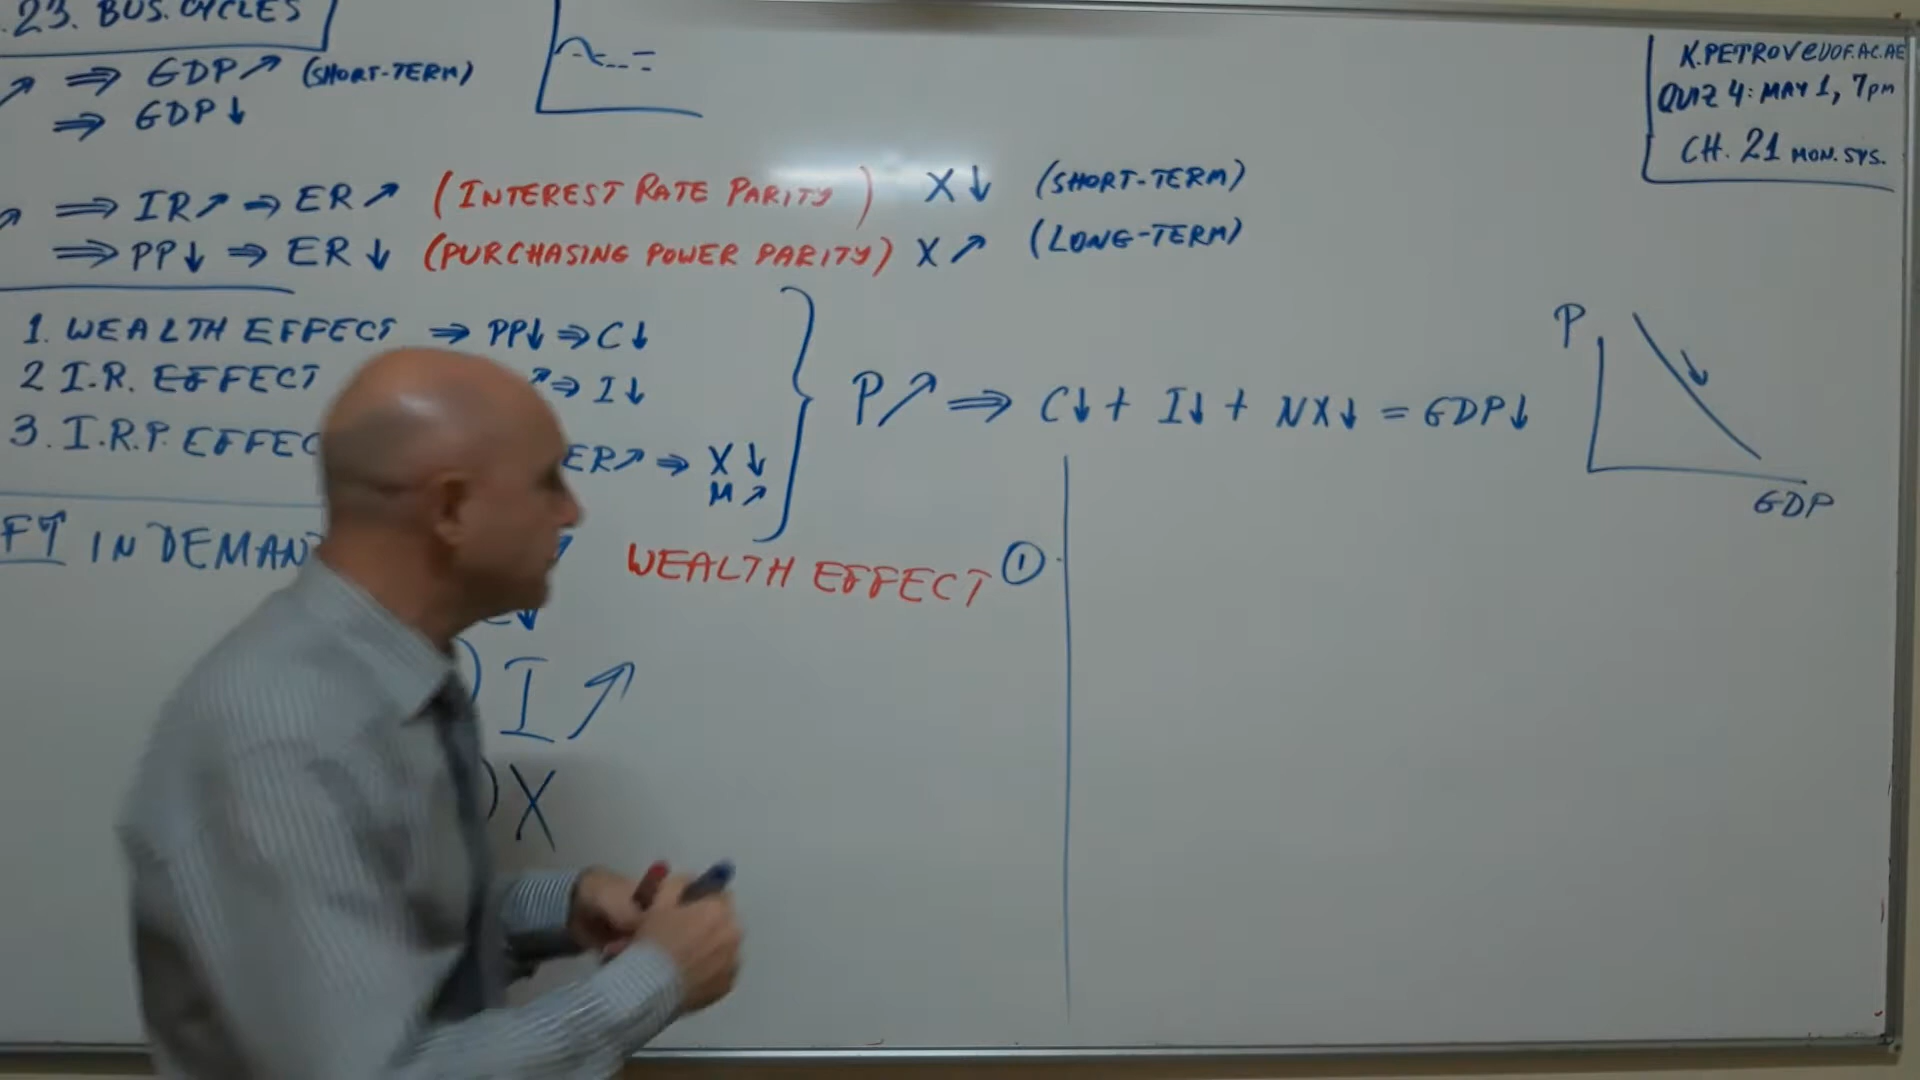 .23. BUS. CYCLES
↗ ⇒ GDP↗ (SHORT-TERM)
⇒ GDP↓
K.PETROV@UOF.AC.AE
QUIZ 4: MAY 1, 7pm
CH. 21 MON. SYS.
↗ ⇒ IR↗ ⇒ ER↗ (INTEREST RATE PARITY) X↓ (SHORT-TERM)
⇒ PP↓ ⇒ ER↓ (PURCHASING POWER PARITY) X↗ (LONG-TERM)
1. WEALTH EFFECT ⇒ PP↓ ⇒ C↓
2 I.R. EFFECT ↗ ⇒ I↓
3. I.R.P. EFFEC ER↗ ⇒ X↓
M↗
P↗ ⇒ C↓ + I↓ + NX↓ = GDP↓
P
GDP
FT IN DEMAN
WEALTH EFFECT ①
I↗
)X